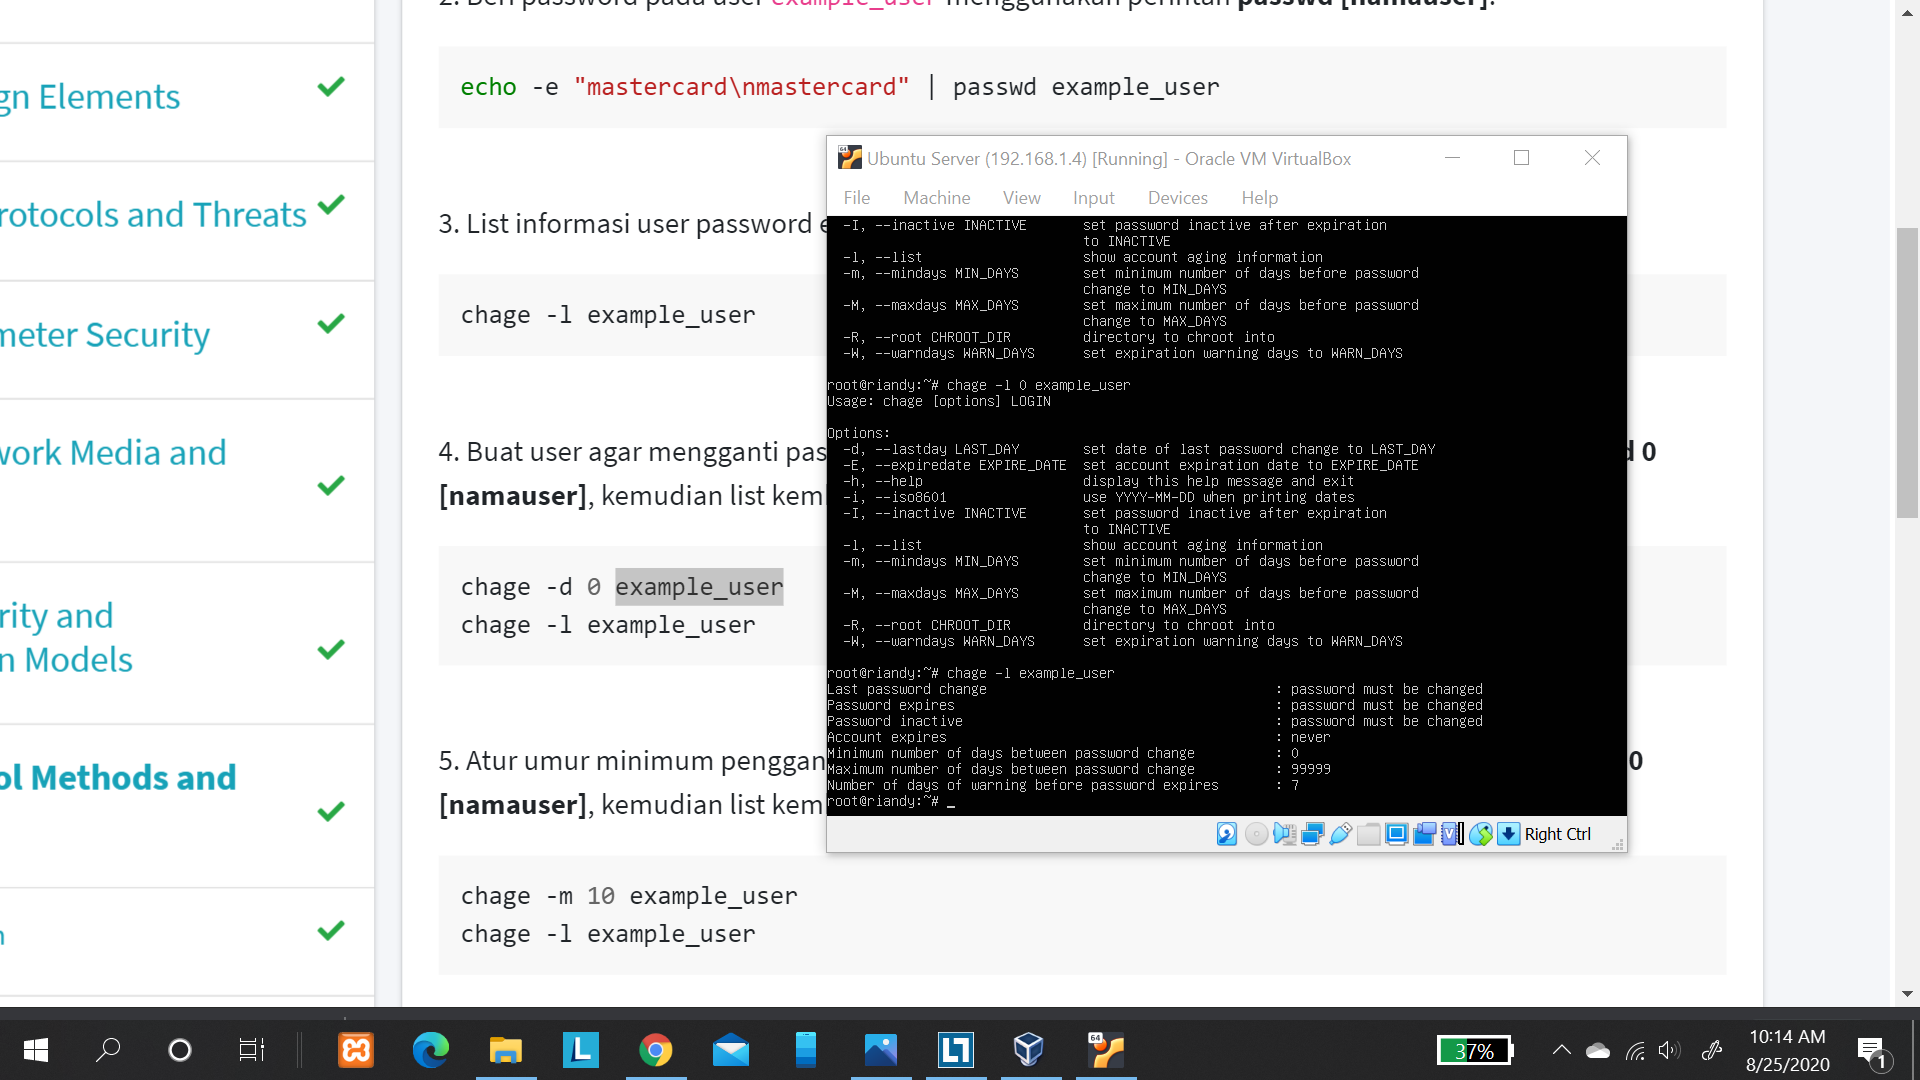 2. Beri password pada user example_user menggunakan perintah passwd [namauser].
gn Elements
echo -e "mastercard\nmastercard" | passwd example_user
rotocols and Threats
3. List informasi user password
meter Security
chage -l example_user
work Media and
4. Buat user agar mengganti pas
d 0
[namauser], kemudian list kem
chage -d 0 example_user
chage -l example_user
rity and
n Models
5. Atur umur minimum penggan
0
[namauser], kemudian list kem
ol Methods and
chage -m 10 example_user
chage -l example_user
n
Ubuntu Server (192.168.1.4) [Running] - Oracle VM VirtualBox
File Machine View Input Devices Help
-I, --inactive INACTIVE set password inactive after expiration
to INACTIVE
-l, --list show account aging information
-m, --mindays MIN_DAYS set minimum number of days before password
change to MIN_DAYS
-M, --maxdays MAX_DAYS set maximum number of days before password
change to MAX_DAYS
-R, --root CHROOT_DIR directory to chroot into
-W, --warndays WARN_DAYS set expiration warning days to WARN_DAYS
root@riandy:~# chage -l 0 example_user
Usage: chage [options] LOGIN
Options:
-d, --lastday LAST_DAY set date of last password change to LAST_DAY
-E, --expiredate EXPIRE_DATE set account expiration date to EXPIRE_DATE
-h, --help display this help message and exit
-i, --iso8601 use YYYY-MM-DD when printing dates
-I, --inactive INACTIVE set password inactive after expiration
to INACTIVE
-l, --list show account aging information
-m, --mindays MIN_DAYS set minimum number of days before password
change to MIN_DAYS
-M, --maxdays MAX_DAYS set maximum number of days before password
change to MAX_DAYS
-R, --root CHROOT_DIR directory to chroot into
-W, --warndays WARN_DAYS set expiration warning days to WARN_DAYS
root@riandy:~# chage -l example_user
Last password change : password must be changed
Password expires : password must be changed
Password inactive : password must be changed
Account expires : never
Minimum number of days between password change : 0
Maximum number of days between password change : 99999
Number of days of warning before password expires : 7
root@riandy:~# _
Right Ctrl
37%
10:14 AM
8/25/2020
1